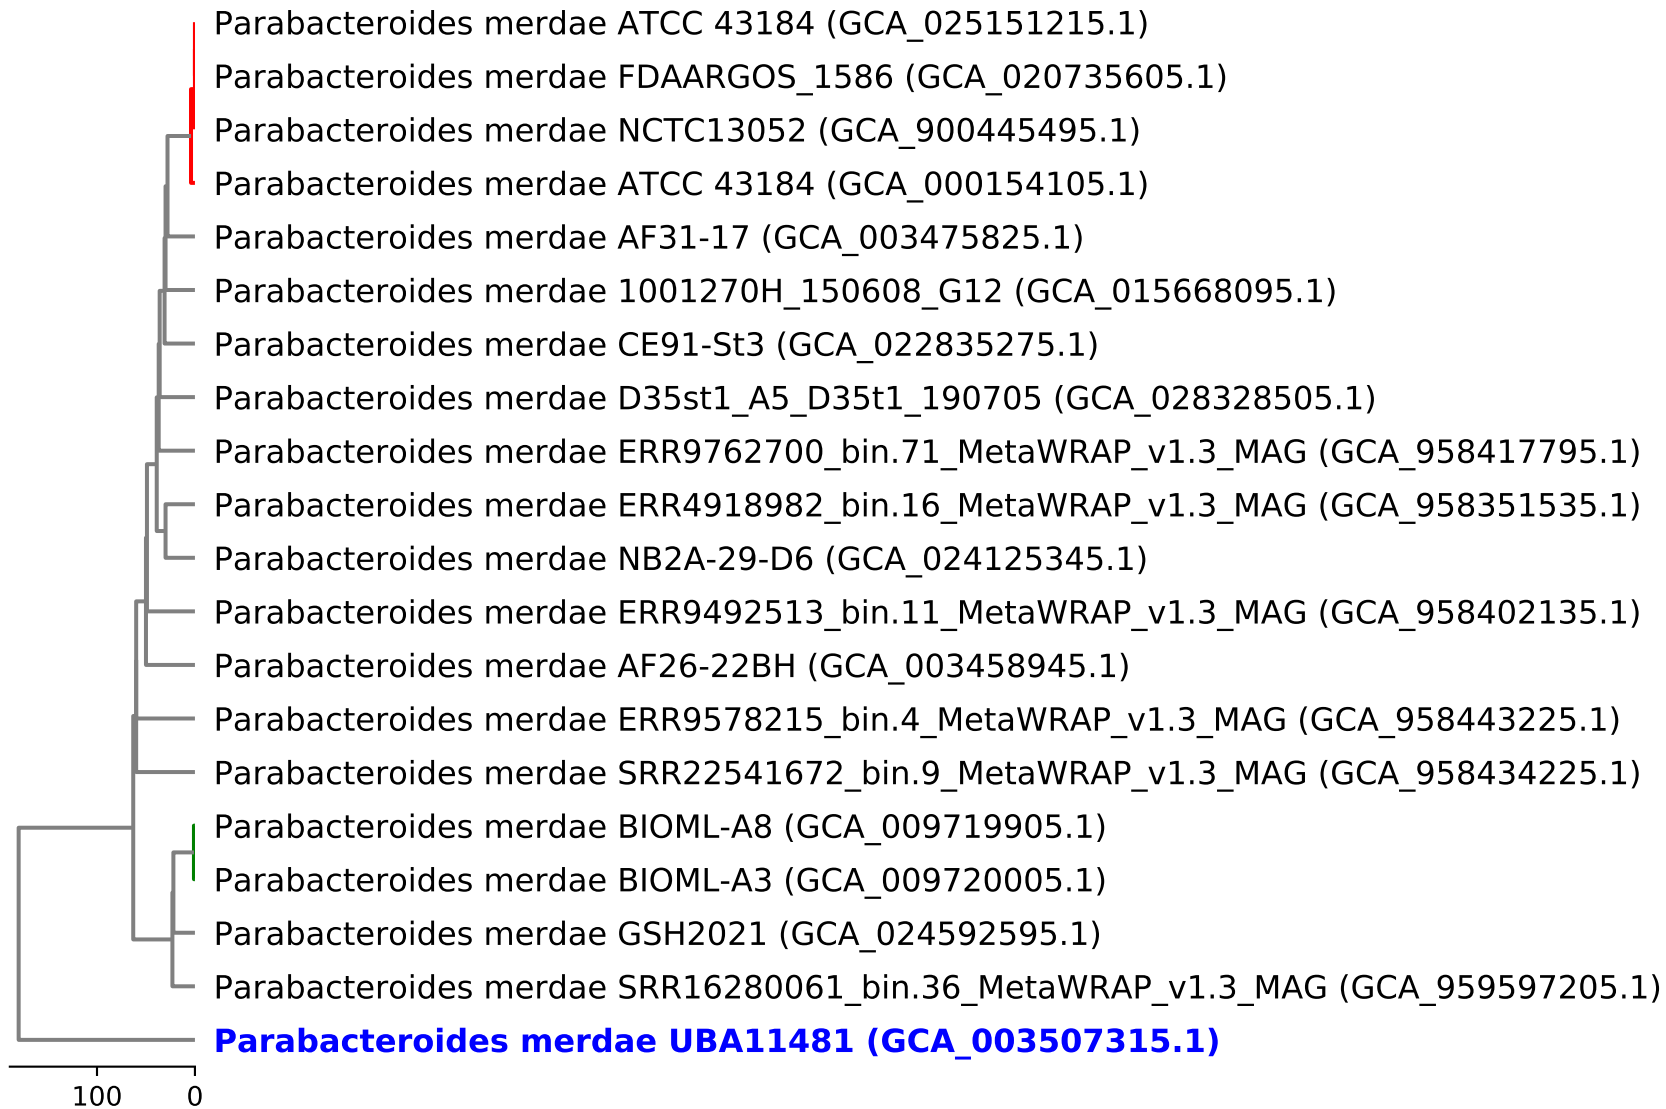 Parabacteroides merdae ATCC 43184 (GCA_025151215.1)
Parabacteroides merdae FDAARGOS_1586 (GCA_020735605.1)
Parabacteroides merdae NCTC13052 (GCA_900445495.1)
Parabacteroides merdae ATCC 43184 (GCA_000154105.1)
Parabacteroides merdae AF31-17 (GCA_003475825.1)
Parabacteroides merdae 1001270H_150608_G12 (GCA_015668095.1)
Parabacteroides merdae CE91-St3 (GCA_022835275.1)
Parabacteroides merdae D35st1_A5_D35t1_190705 (GCA_028328505.1)
Parabacteroides merdae ERR9762700_bin.71_MetaWRAP_v1.3_MAG (GCA_958417795.1)
Parabacteroides merdae ERR4918982_bin.16_MetaWRAP_v1.3_MAG (GCA_958351535.1)
Parabacteroides merdae NB2A-29-D6 (GCA_024125345.1)
Parabacteroides merdae ERR9492513_bin.11_MetaWRAP_v1.3_MAG (GCA_958402135.1)
Parabacteroides merdae AF26-22BH (GCA_003458945.1)
Parabacteroides merdae ERR9578215_bin.4_MetaWRAP_v1.3_MAG (GCA_958443225.1)
Parabacteroides merdae SRR22541672_bin.9_MetaWRAP_v1.3_MAG (GCA_958434225.1)
Parabacteroides merdae BIOML-A8 (GCA_009719905.1)
Parabacteroides merdae BIOML-A3 (GCA_009720005.1)
Parabacteroides merdae GSH2021 (GCA_024592595.1)
Parabacteroides merdae SRR16280061_bin.36_MetaWRAP_v1.3_MAG (GCA_959597205.1)
Parabacteroides merdae UBA11481 (GCA_003507315.1)
100 0